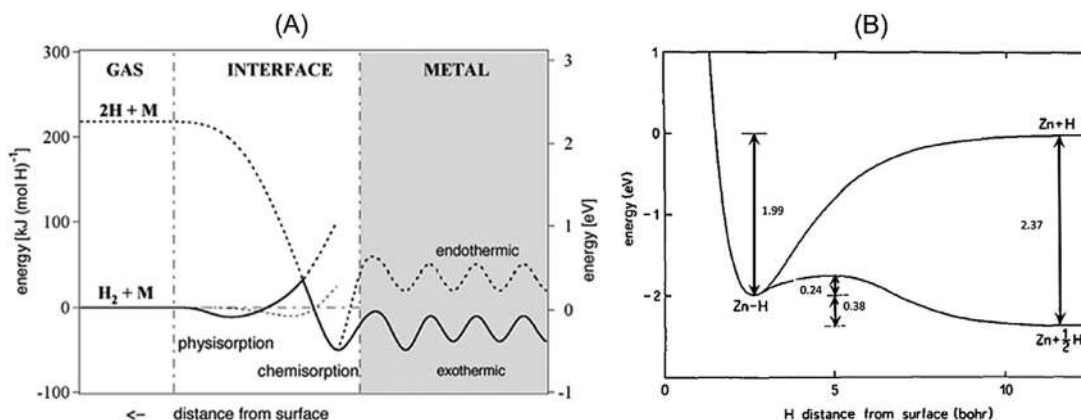 (A)
300
200
100
0
-100
energy [kJ (mol H)⁻¹]
GAS
INTERFACE
METAL
2H + M
H₂ + M
physisorption
chemisorption
endothermic
exothermic
3
2
1
0
-1
energy [eV]
<- distance from surface
(B)
1
0
-1
-2
energy (eV)
Zn+H
1.99
2.37
0.24
0.38
Zn-H
Zn+½H
0
5
10
H distance from surface (bohr)